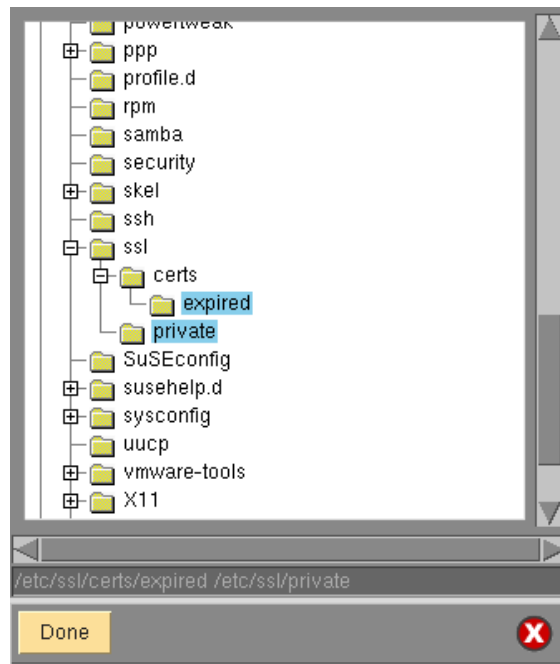 powertweak
ppp
profile.d
rpm
samba
security
skel
ssh
ssl
certs
expired
private
SuSEconfig
susehelp.d
sysconfig
uucp
vmware-tools
X11
/etc/ssl/certs/expired /etc/ssl/private
Done